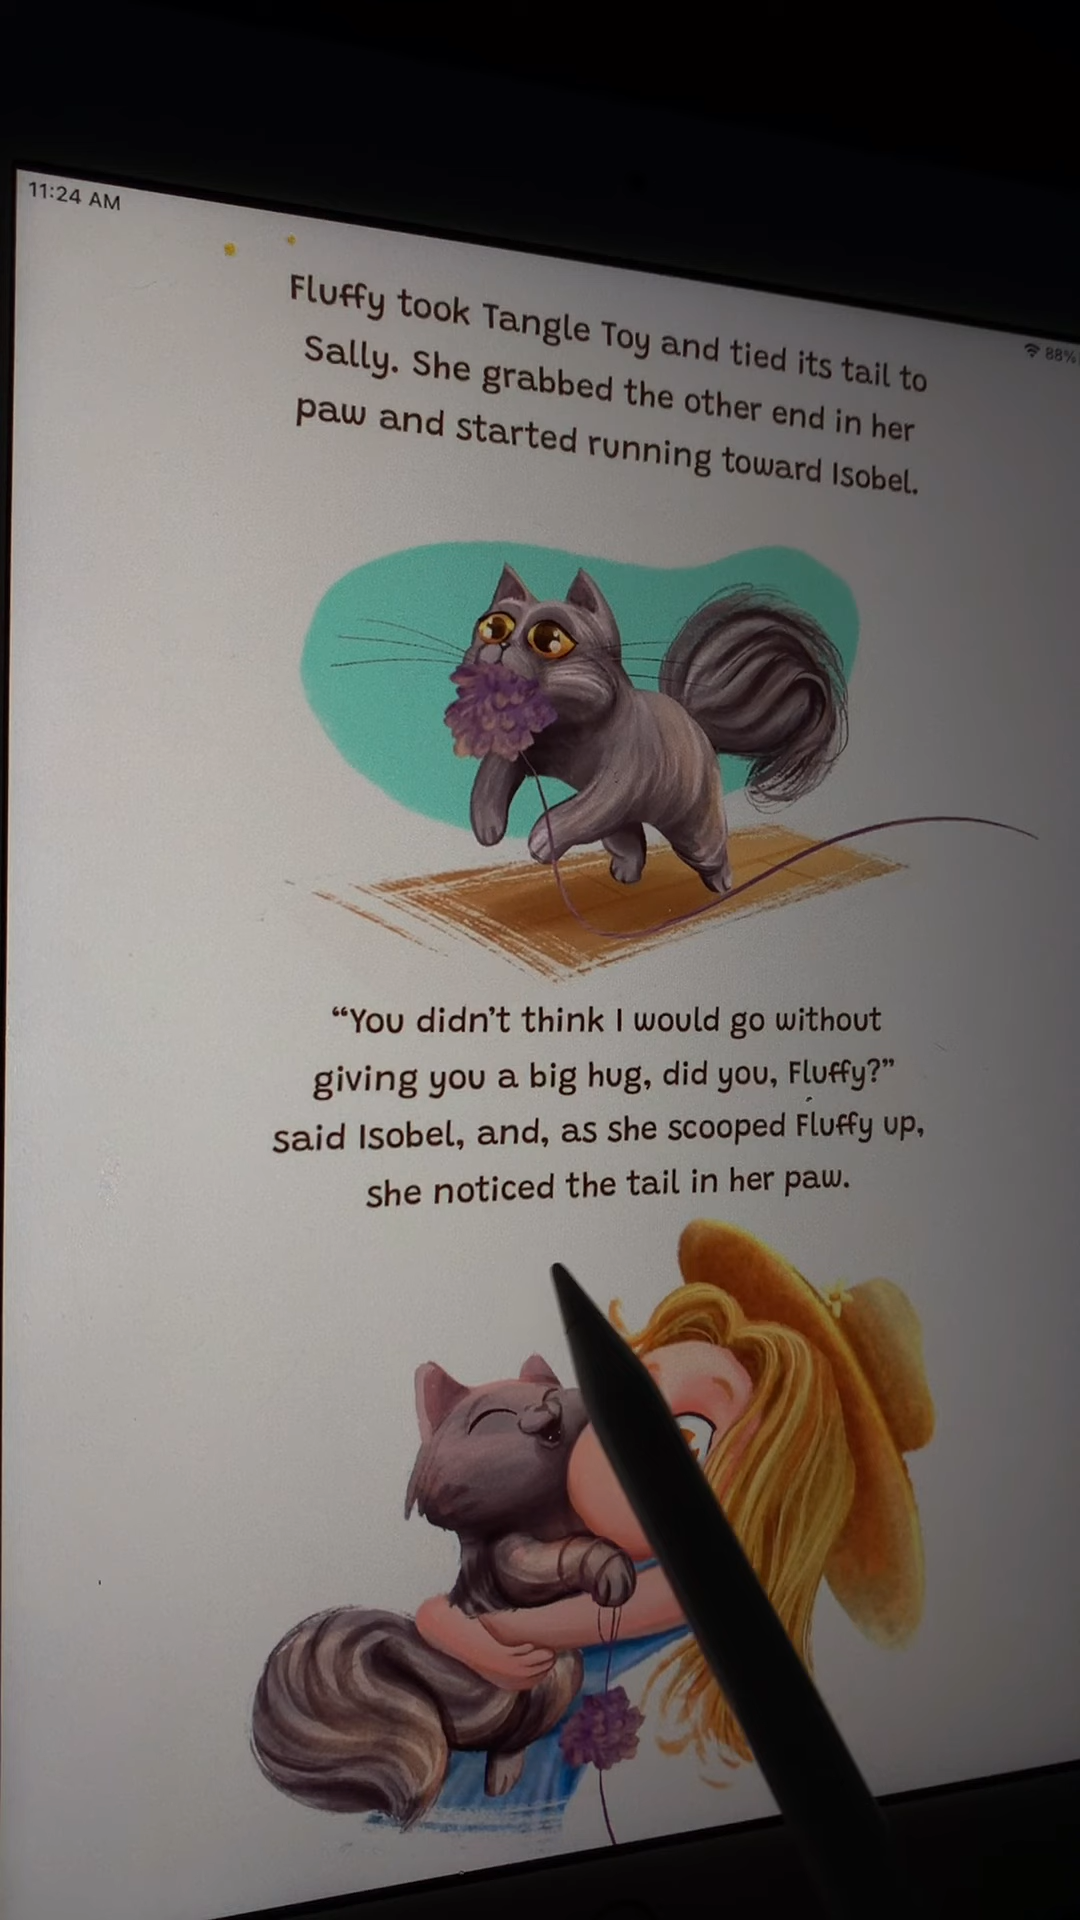 11:24 AM
88%
Fluffy took Tangle Toy and tied its tail to
Sally. She grabbed the other end in her
paw and started running toward Isobel.
“You didn’t think I would go without
giving you a big hug, did you, Fluffy?”
said Isobel, and, as she scooped Fluffy up,
she noticed the tail in her paw.